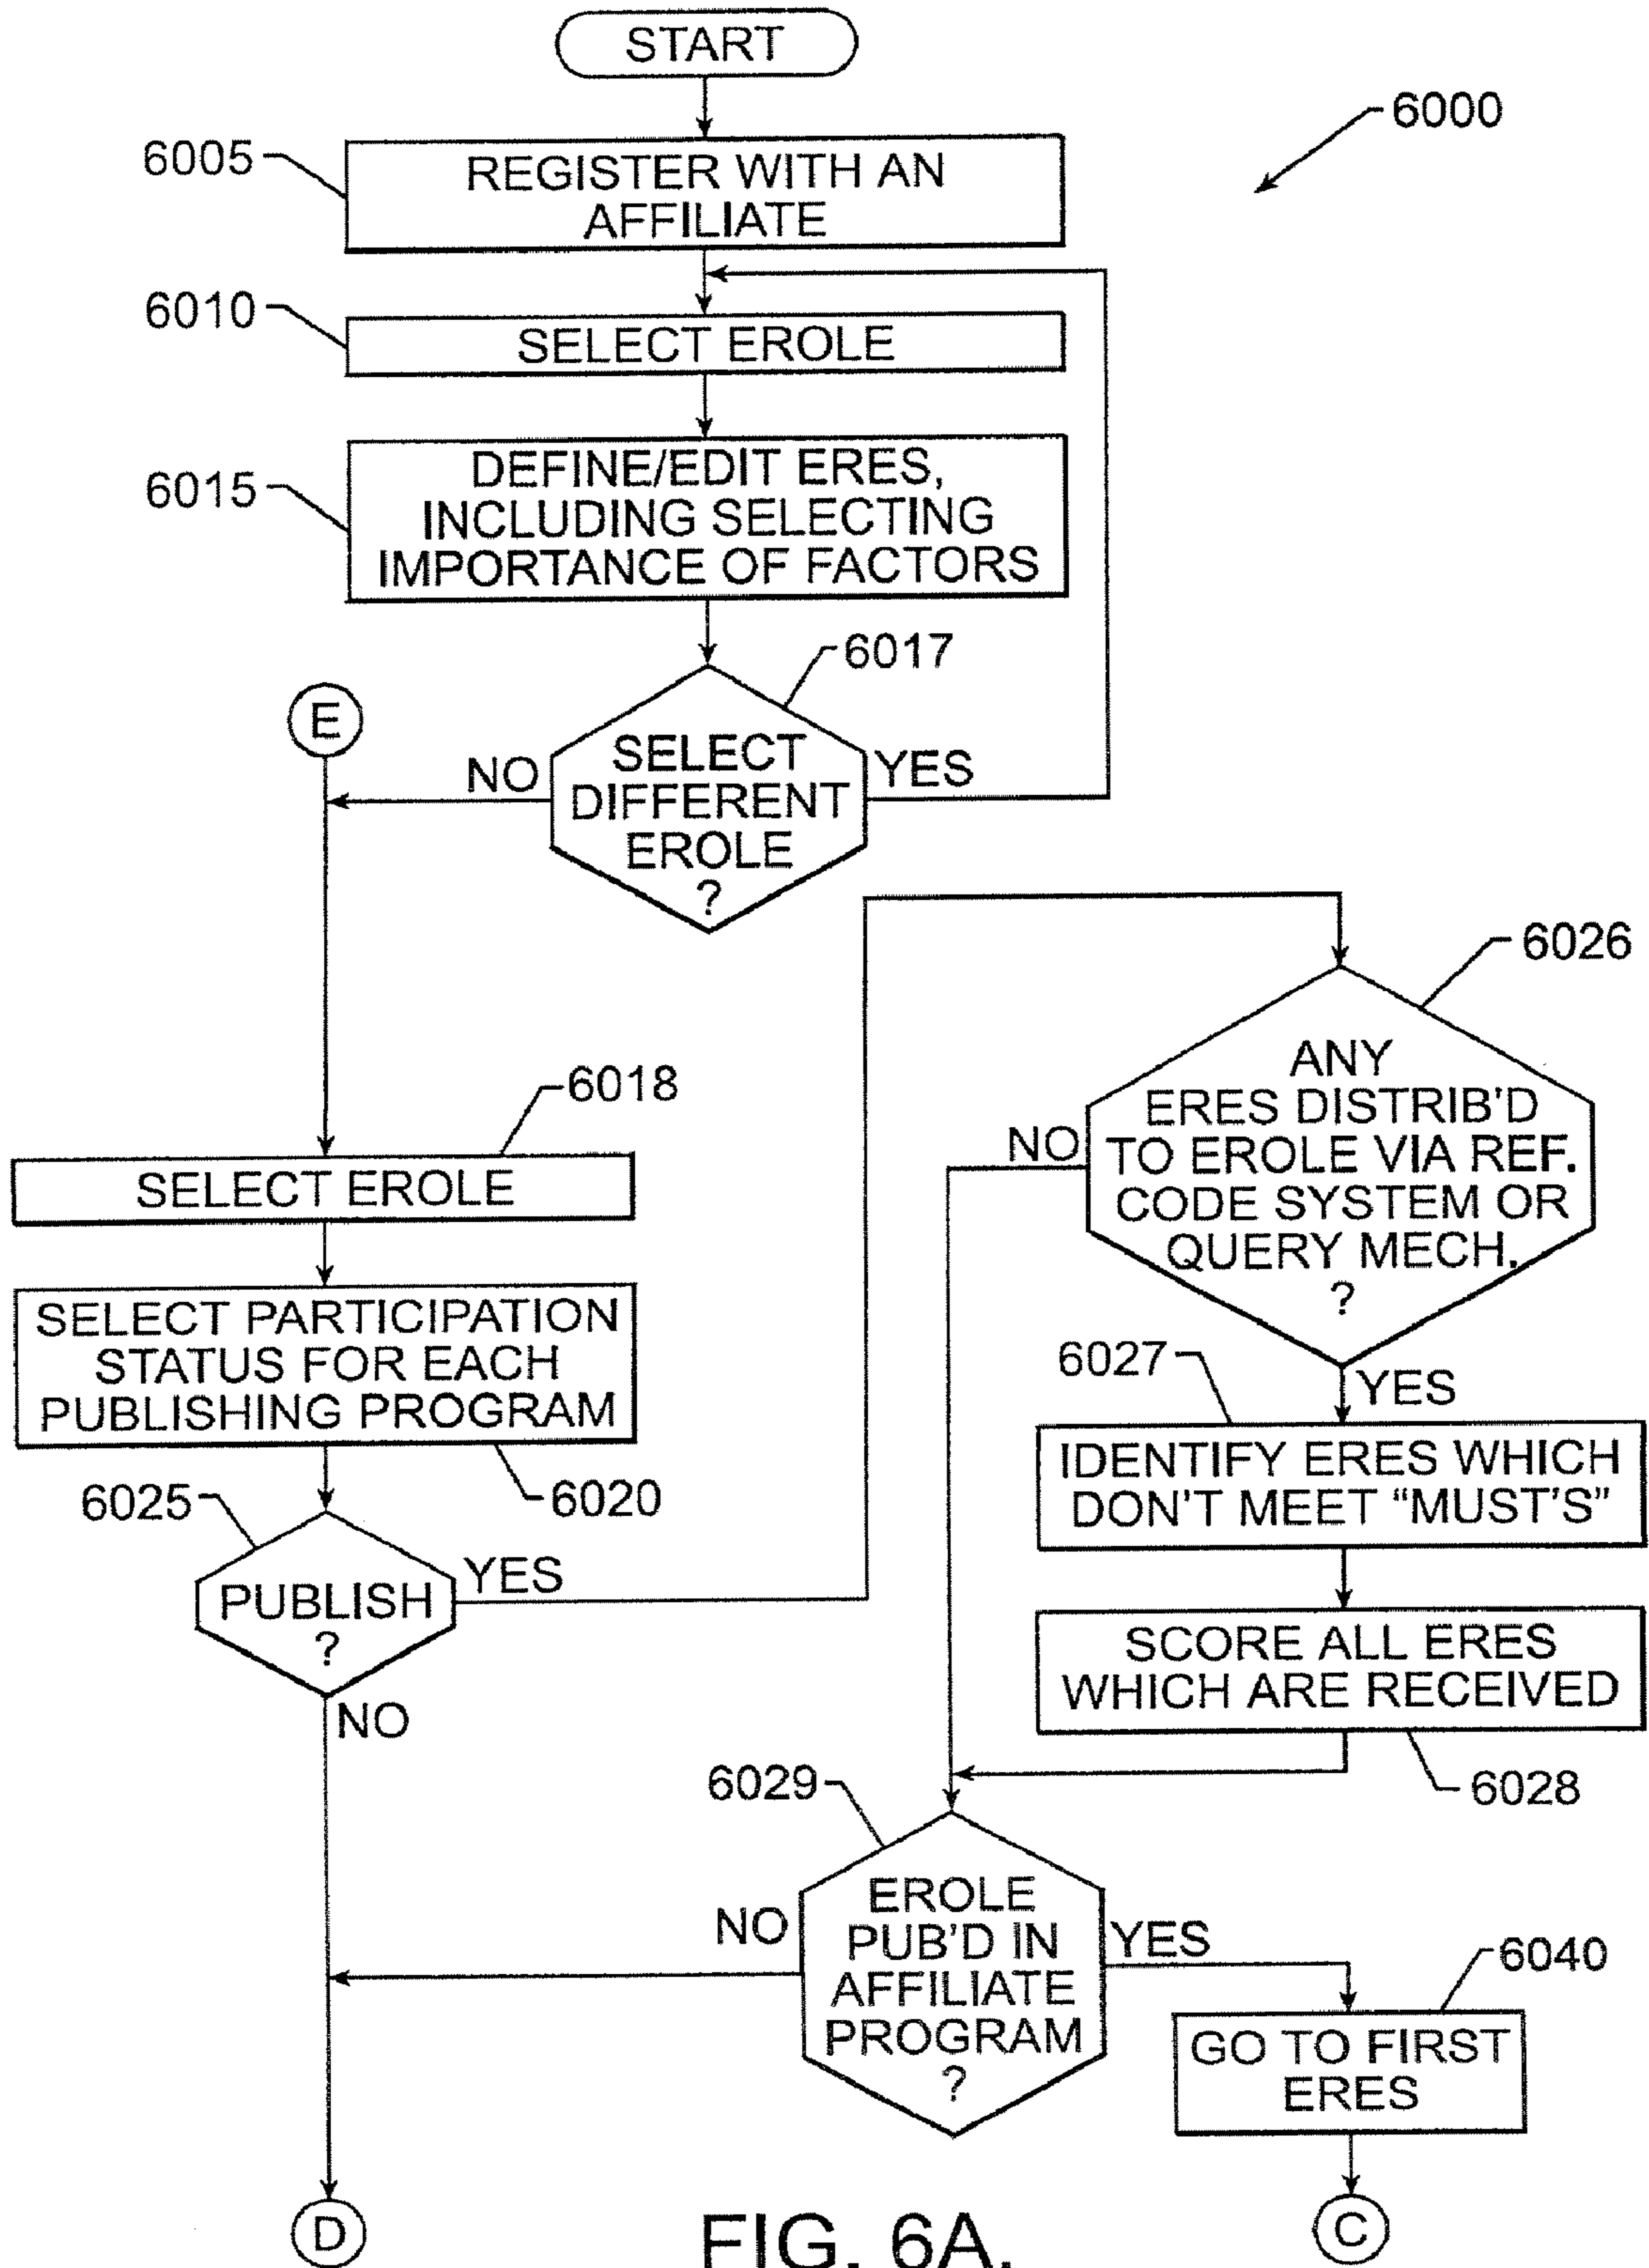 START
6000
6005
REGISTER WITH AN
AFFILIATE
6010
SELECT EROLE
6015
DEFINE/EDIT ERES,
INCLUDING SELECTING
IMPORTANCE OF FACTORS
6017
E
NO
SELECT
DIFFERENT
EROLE
?
YES
6026
ANY
ERES DISTRIB'D
TO EROLE VIA REF.
CODE SYSTEM OR
QUERY MECH.
?
NO
YES
6018
SELECT EROLE
SELECT PARTICIPATION
STATUS FOR EACH
PUBLISHING PROGRAM
6020
6025
PUBLISH
?
YES
NO
6027
IDENTIFY ERES WHICH
DON'T MEET “MUST'S”
SCORE ALL ERES
WHICH ARE RECEIVED
6028
6029
NO
EROLE
PUB'D IN
AFFILIATE
PROGRAM
?
YES
6040
GO TO FIRST
ERES
D
C
FIG. 6A.